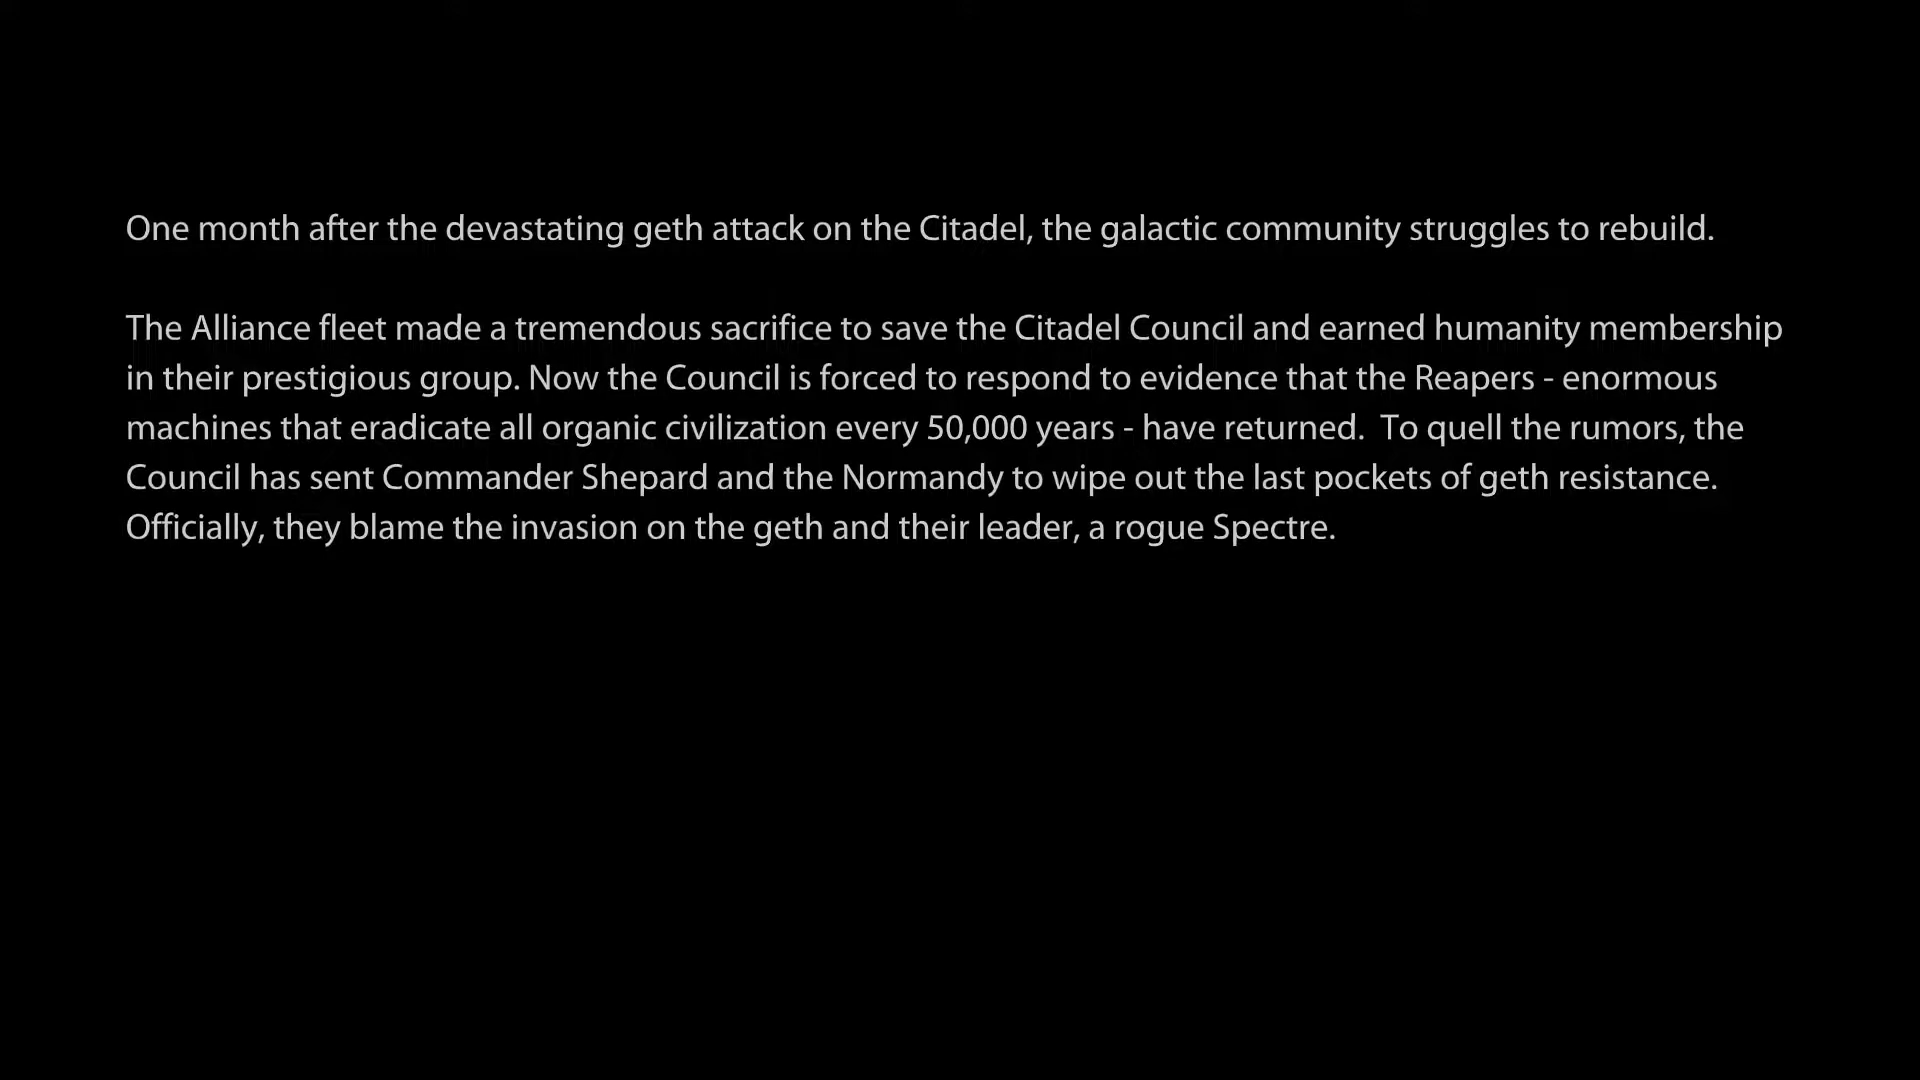 One month after the devastating geth attack on the Citadel, the galactic community struggles to rebuild.
The Alliance fleet made a tremendous sacrifice to save the Citadel Council and earned humanity membership
in their prestigious group. Now the Council is forced to respond to evidence that the Reapers - enormous
machines that eradicate all organic civilization every 50,000 years - have returned.  To quell the rumors, the
Council has sent Commander Shepard and the Normandy to wipe out the last pockets of geth resistance.
Officially, they blame the invasion on the geth and their leader, a rogue Spectre.